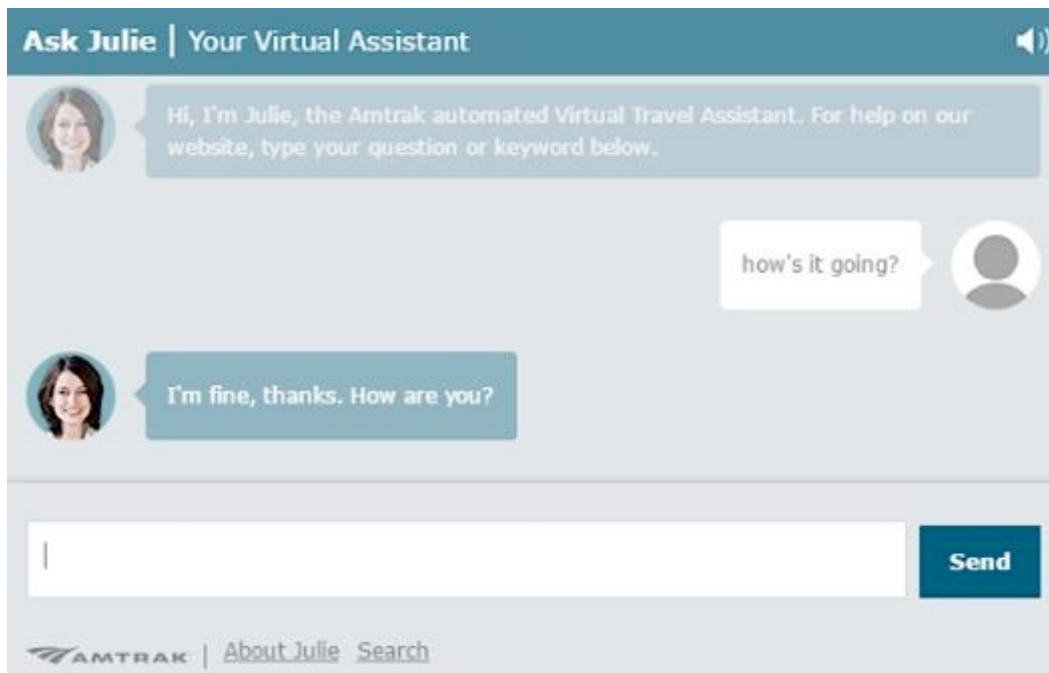 Ask Julie | Your Virtual Assistant
Hi, I'm Julie, the Amtrak automated Virtual Travel Assistant. For help on our
website, type your question or keyword below.
how's it going?
I'm fine, thanks. How are you?
Send
AMTRAK | About Julie Search